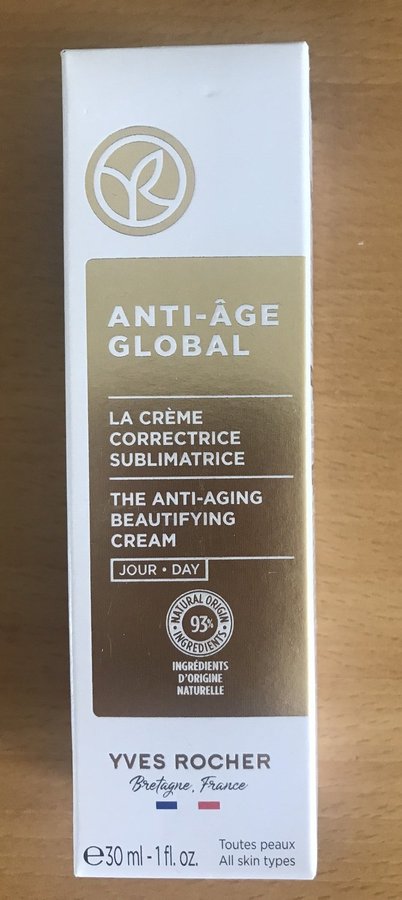 ANTI-ÂGE
GLOBAL
LA CRÈME
CORRECTRICE
SUBLIMATRICE
THE ANTI-AGING
BEAUTIFYING
CREAM
JOUR • DAY
NATURAL ORIGIN
93%
INGREDIENTS
INGRÉDIENTS
D'ORIGINE
NATURELLE
YVES ROCHER
Bretagne, France
℮30 ml - 1 fl. oz.
Toutes peaux
All skin types